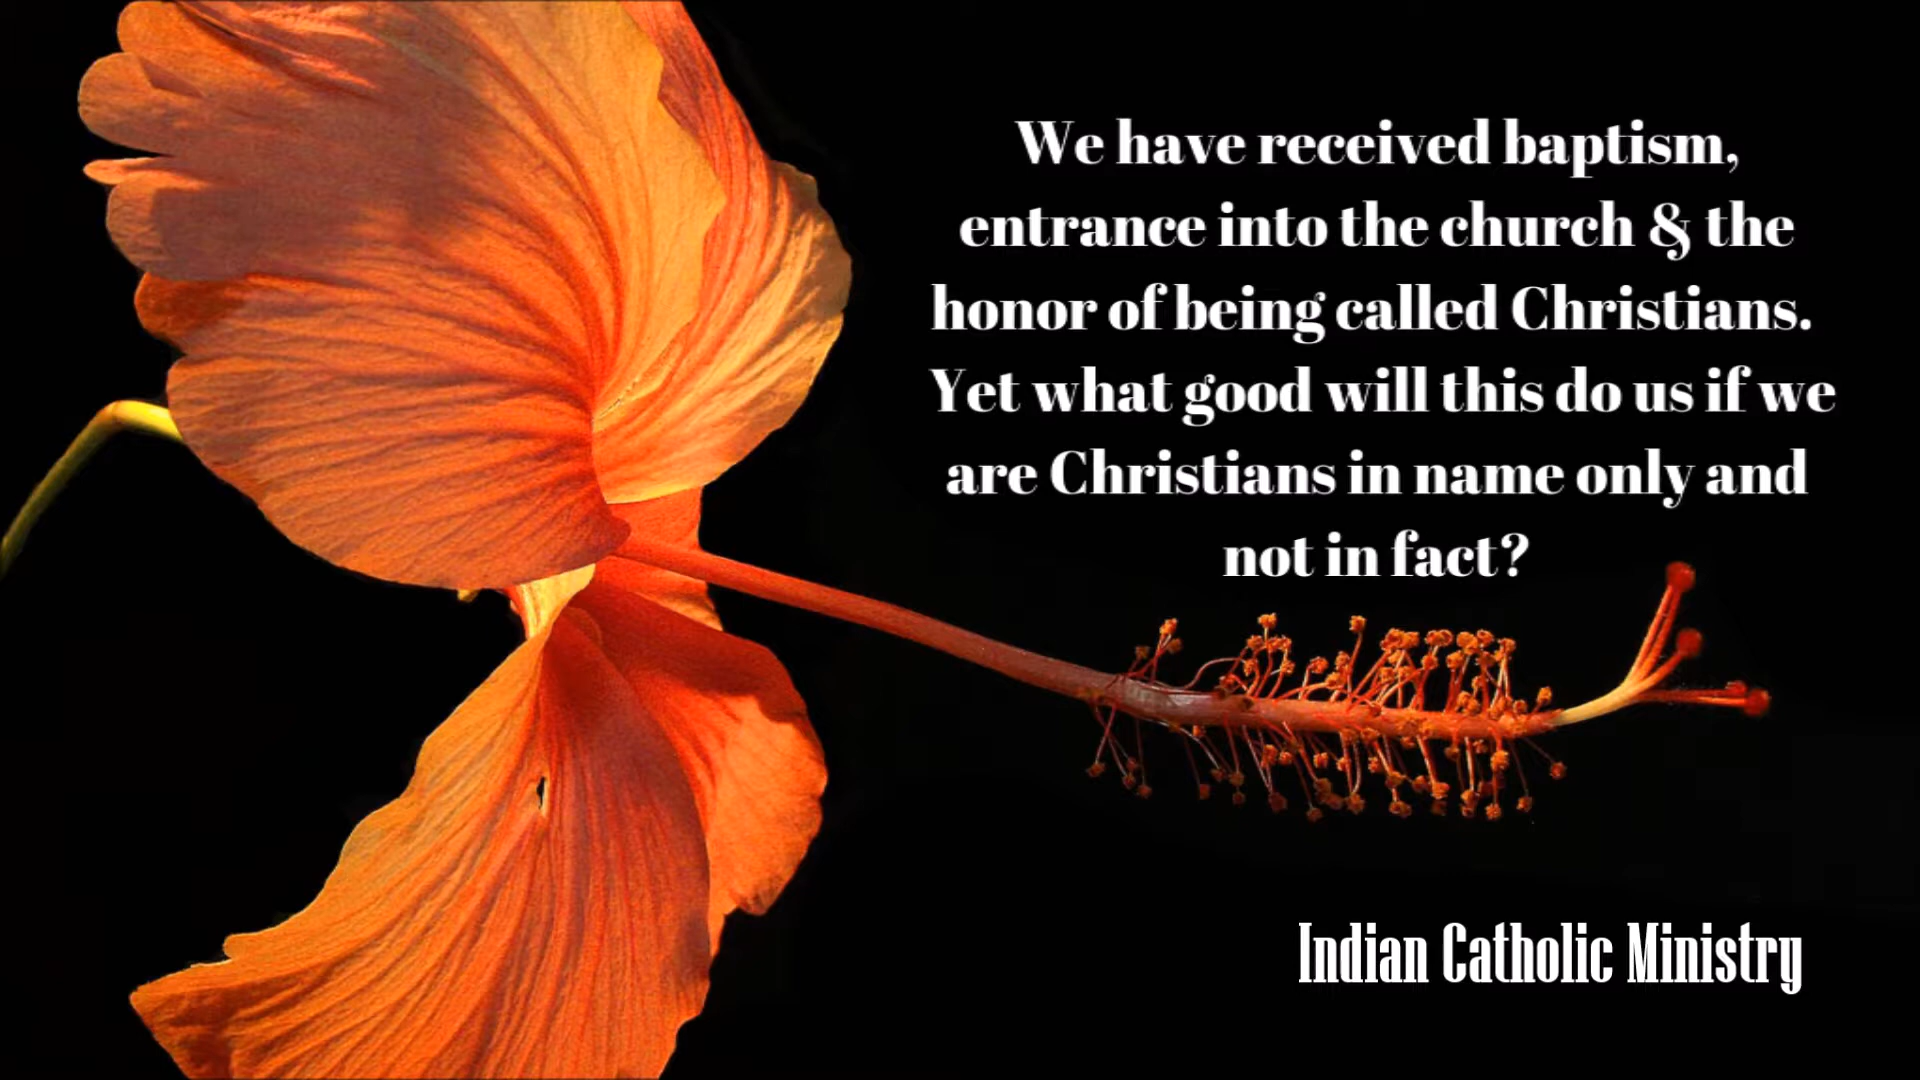 We have received baptism,
entrance into the church & the
honor of being called Christians.
Yet what good will this do us if we
are Christians in name only and
not in fact?
Indian Catholic Ministry